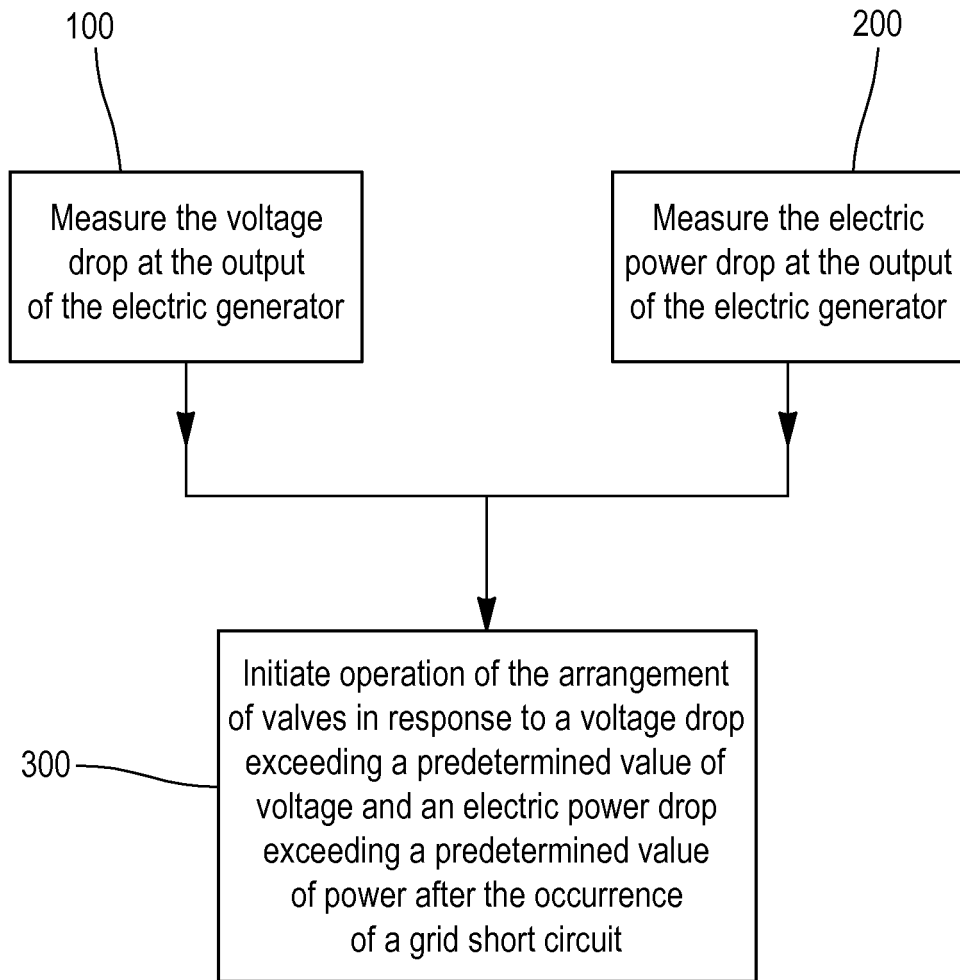 100
200
Measure the voltage
drop at the output
of the electric generator
Measure the electric
power drop at the output
of the electric generator
300
Initiate operation of the arrangement
of valves in response to a voltage drop
exceeding a predetermined value of
voltage and an electric power drop
exceeding a predetermined value
of power after the occurrence
of a grid short circuit